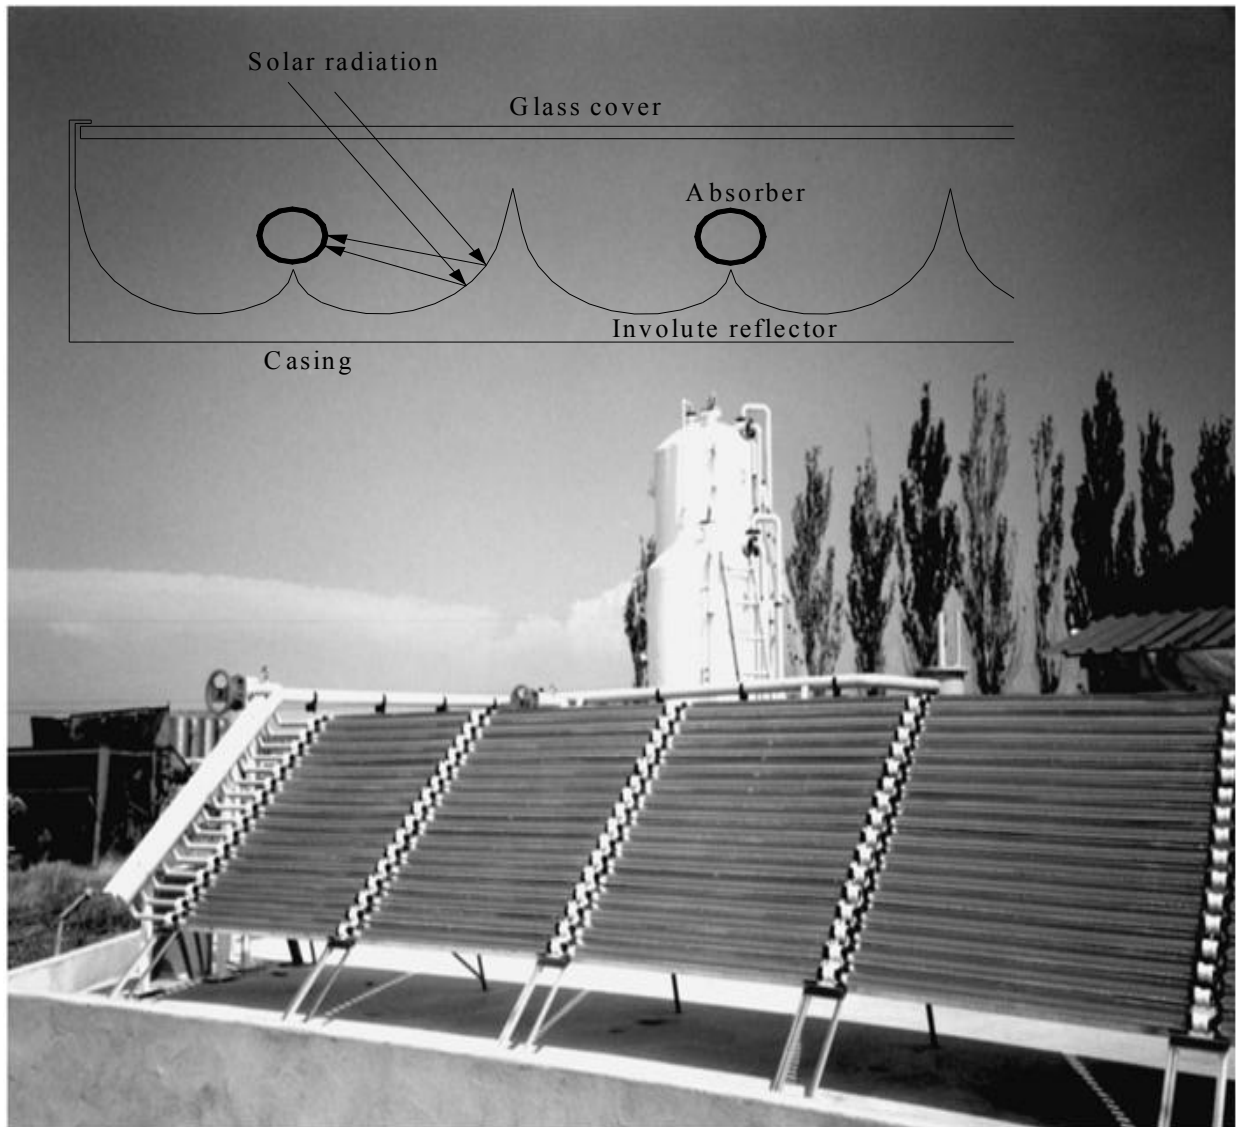 Solar radiation
Glass cover
Absorber
Involute reflector
Casing